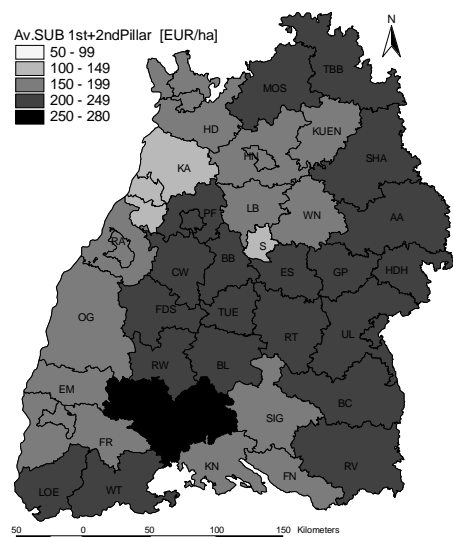 N
Av.SUB 1st+2ndPillar [EUR/ha]
50 - 99
100 - 149
150 - 199
200 - 249
250 - 280
TBB
MOS
HD
KUEN
HN
KA
SHA
PF
LB
WN
AA
RA
S
CW
BB
ES
GP
HDH
OG
FDS
TUE
RT
UL
RW
BL
EM
SIG
BC
FR
KN
FN
RV
LOE
WT
50 0 50 100 150 Kilometers